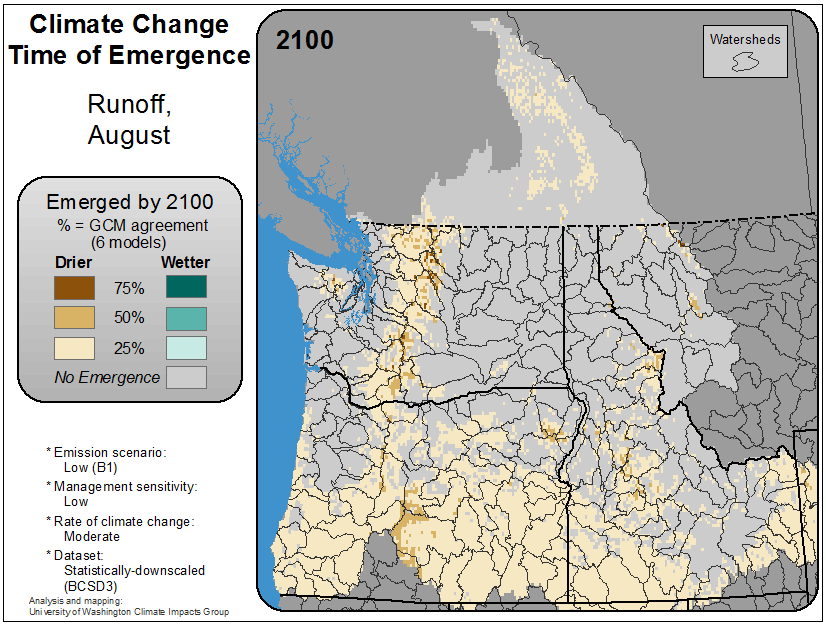 Climate Change
Time of Emergence
Runoff,
August
Emerged by 2100
% = GCM agreement
(6 models)
Drier Wetter
75%
50%
25%
No Emergence
* Emission scenario:
Low (B1)
* Management sensitivity:
Low
* Rate of climate change:
Moderate
* Dataset:
Statistically-downscaled
(BCSD3)
Analysis and mapping:
University of Washington Climate Impacts Group
2100
Watersheds